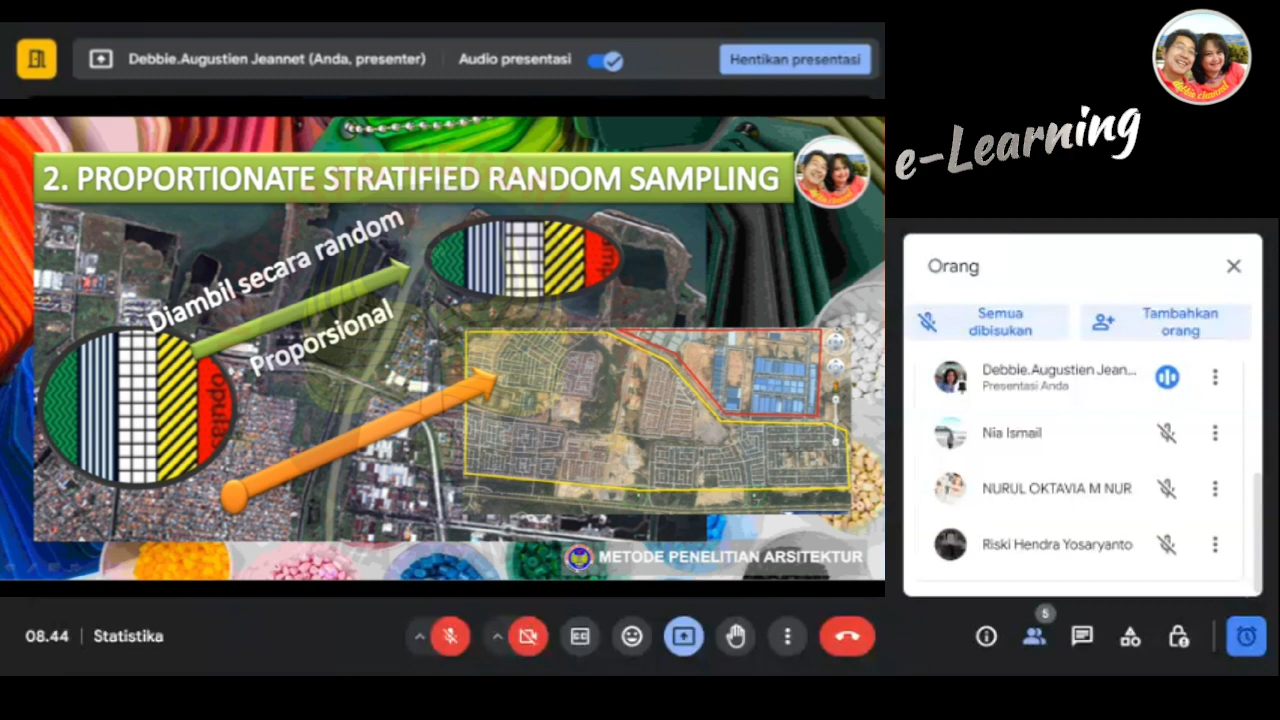 Debbie.Augustien Jeannet (Anda, presenter)
Audio presentasi
Hentikan presentasi
debbie channel
e-Learning
2. PROPORTIONATE STRATIFIED RANDOM SAMPLING
Diambil secara random
Proporsional
METODE PENELITIAN ARSITEKTUR
Orang
Semua
dibisukan
Tambahkan
orang
Debbie.Augustien Jean...
Presentasi Anda
Nia Ismail
NURUL OKTAVIA M NUR
Riski Hendra Yosaryanto
08.44
Statistika
5